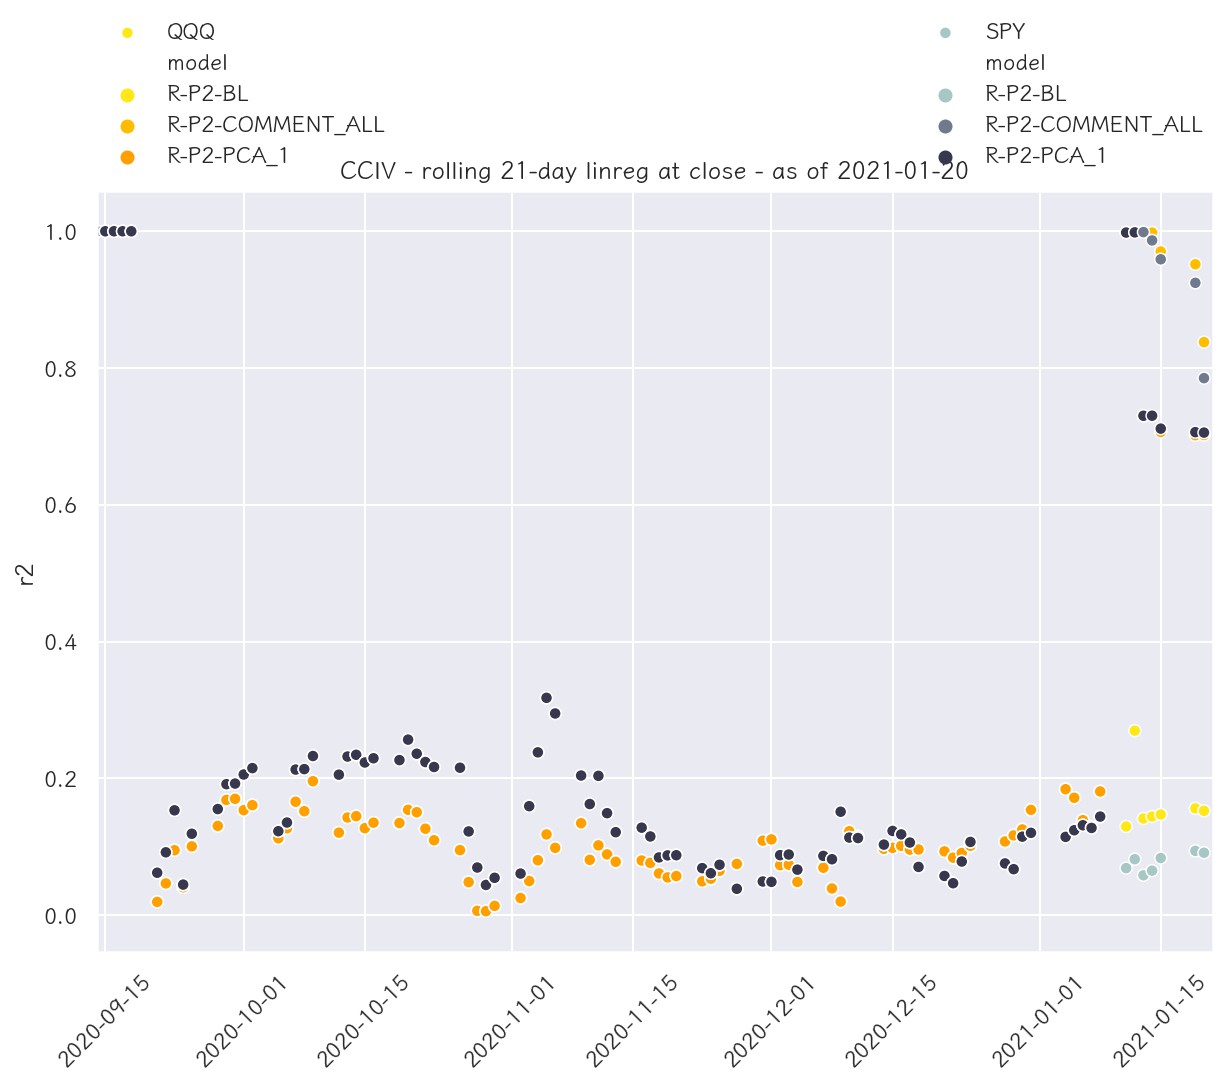 QQQ
model
R-P2-BL
R-P2-COMMENT_ALL
R-P2-PCA_1
SPY
model
R-P2-BL
R-P2-COMMENT_ALL
R-P2-PCA_1
CCIV - rolling 21-day linreg at close - as of 2021-01-20
1.0
0.8
0.6
0.4
0.2
0.0
r2
2020-09-15
2020-10-01
2020-10-15
2020-11-01
2020-11-15
2020-12-01
2020-12-15
2021-01-01
2021-01-15